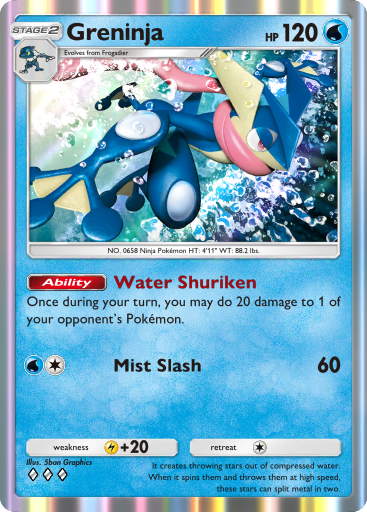 STAGE 2 Greninja HP 120
Evolves from Frogadier
NO. 0658 Ninja Pokémon HT: 4'11" WT: 88.2 lbs.
Ability Water Shuriken
Once during your turn, you may do 20 damage to 1 of
your opponent's Pokémon.
Mist Slash 60
weakness +20 retreat
Illus. 5ban Graphics
It creates throwing stars out of compressed water.
When it spins them and throws them at high speed,
these stars can split metal in two.